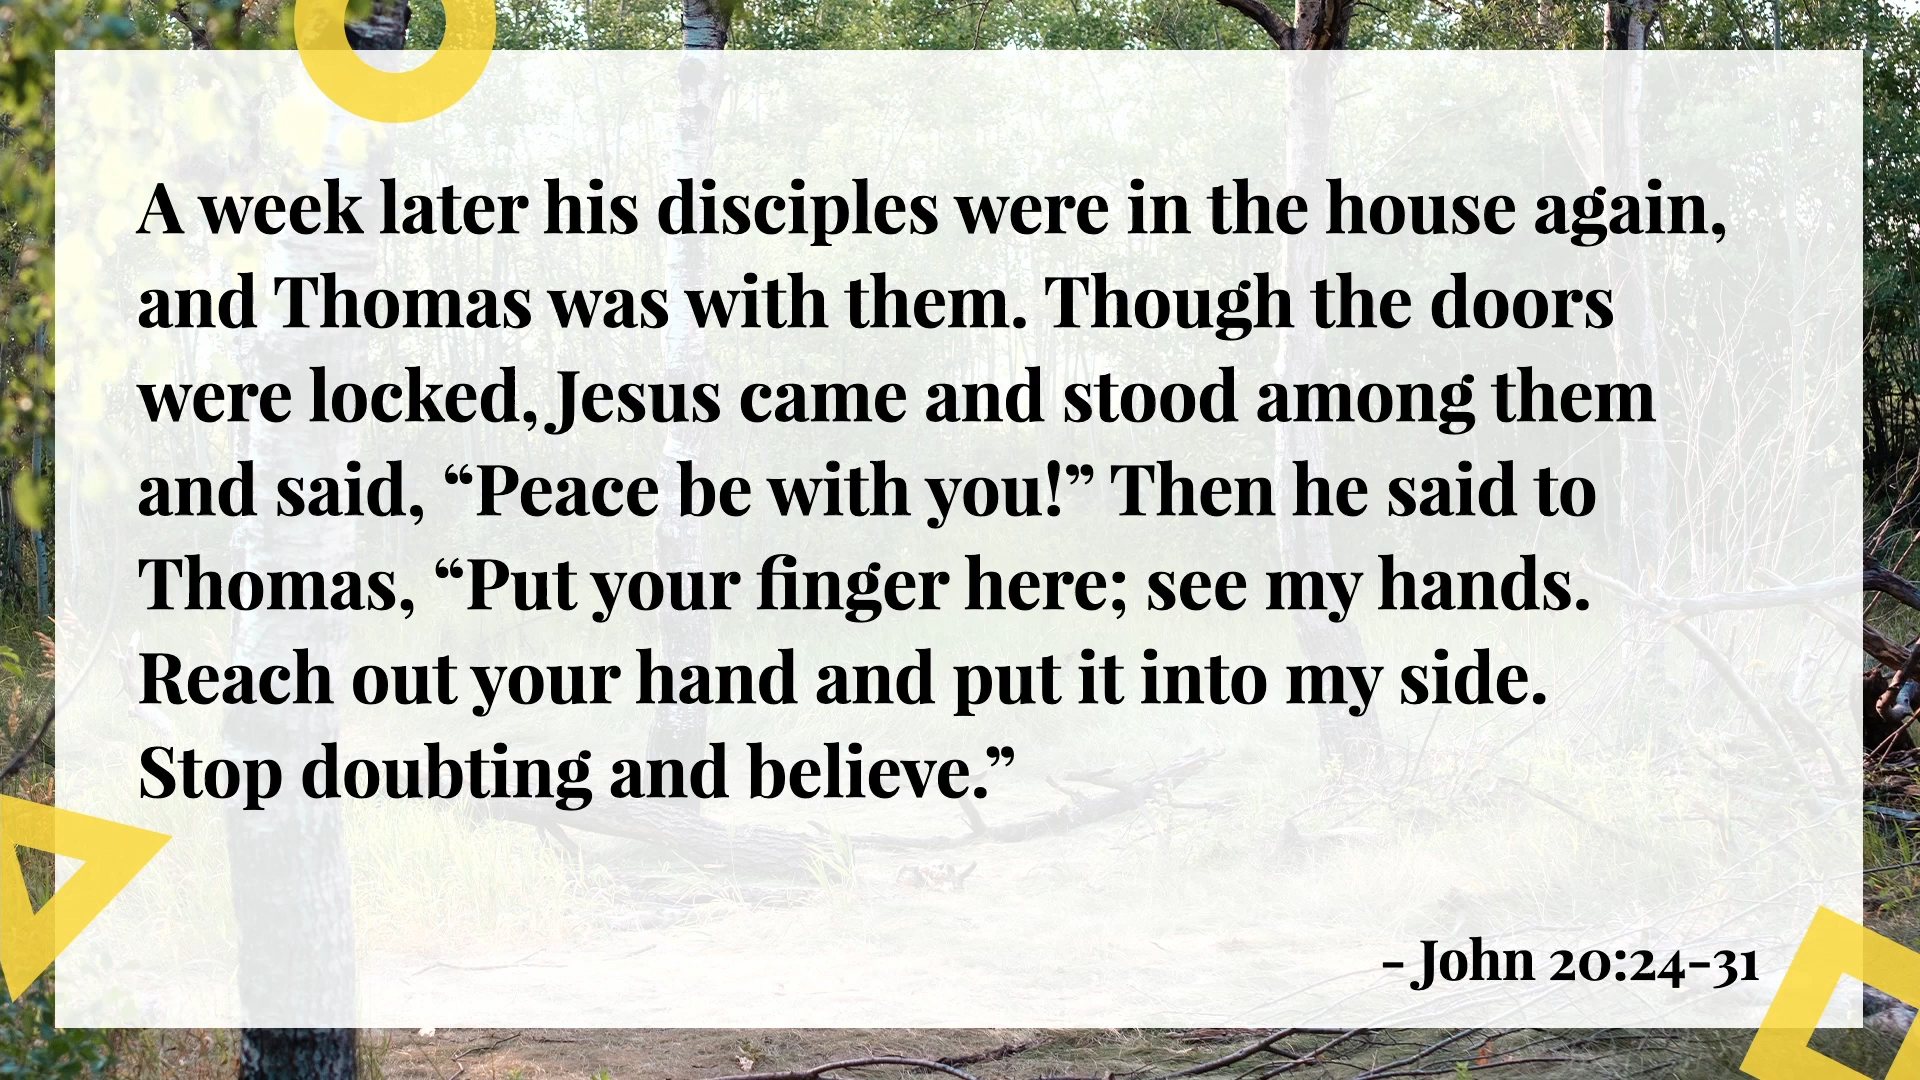 A week later his disciples were in the house again,
and Thomas was with them. Though the doors
were locked, Jesus came and stood among them
and said, “Peace be with you!” Then he said to
Thomas, “Put your finger here; see my hands.
Reach out your hand and put it into my side.
Stop doubting and believe.”
- John 20:24-31